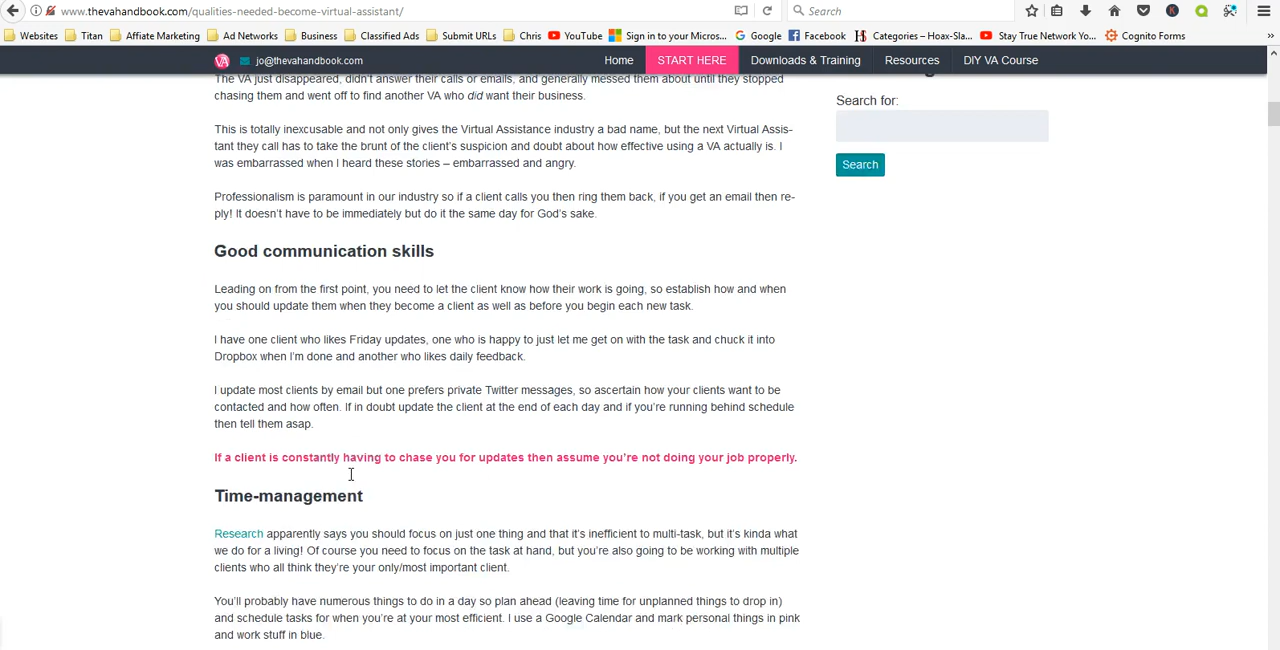 www.thevahandbook.com/qualities-needed-become-virtual-assistant/
Search
Websites
Titan
Affiate Marketing
Ad Networks
Business
Classified Ads
Submit URLs
Chris
YouTube
Sign in to your Micros...
Google
Facebook
Categories – Hoax-Sla...
Stay True Network Yo...
Cognito Forms
VA jo@thevahandbook.com
Home
START HERE
Downloads & Training
Resources
DIY VA Course
The VA just disappeared, didn't answer their calls or emails, and generally messed them about until they stopped
chasing them and went off to find another VA who did want their business.
This is totally inexcusable and not only gives the Virtual Assistance industry a bad name, but the next Virtual Assis-
tant they call has to take the brunt of the client's suspicion and doubt about how effective using a VA actually is. I
was embarrassed when I heard these stories – embarrassed and angry.
Professionalism is paramount in our industry so if a client calls you then ring them back, if you get an email then re-
ply! It doesn't have to be immediately but do it the same day for God's sake.
Good communication skills
Leading on from the first point, you need to let the client know how their work is going, so establish how and when
you should update them when they become a client as well as before you begin each new task.
I have one client who likes Friday updates, one who is happy to just let me get on with the task and chuck it into
Dropbox when I'm done and another who likes daily feedback.
I update most clients by email but one prefers private Twitter messages, so ascertain how your clients want to be
contacted and how often. If in doubt update the client at the end of each day and if you're running behind schedule
then tell them asap.
If a client is constantly having to chase you for updates then assume you're not doing your job properly.
Time-management
Research apparently says you should focus on just one thing and that it's inefficient to multi-task, but it's kinda what
we do for a living! Of course you need to focus on the task at hand, but you're also going to be working with multiple
clients who all think they're your only/most important client.
You'll probably have numerous things to do in a day so plan ahead (leaving time for unplanned things to drop in)
and schedule tasks for when you're at your most efficient. I use a Google Calendar and mark personal things in pink
and work stuff in blue.
Search for:
Search